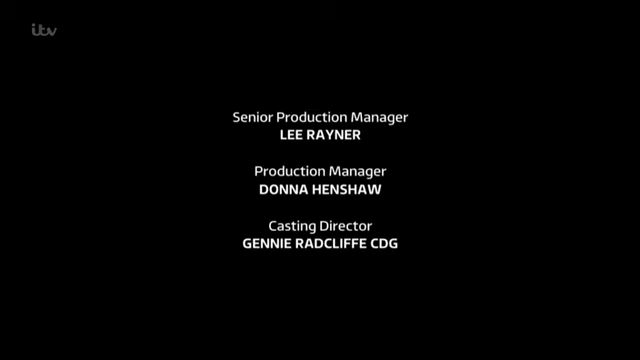 itv
Senior Production Manager
LEE RAYNER
Production Manager
DONNA HENSHAW
Casting Director
GENNIE RADCLIFFE CDG